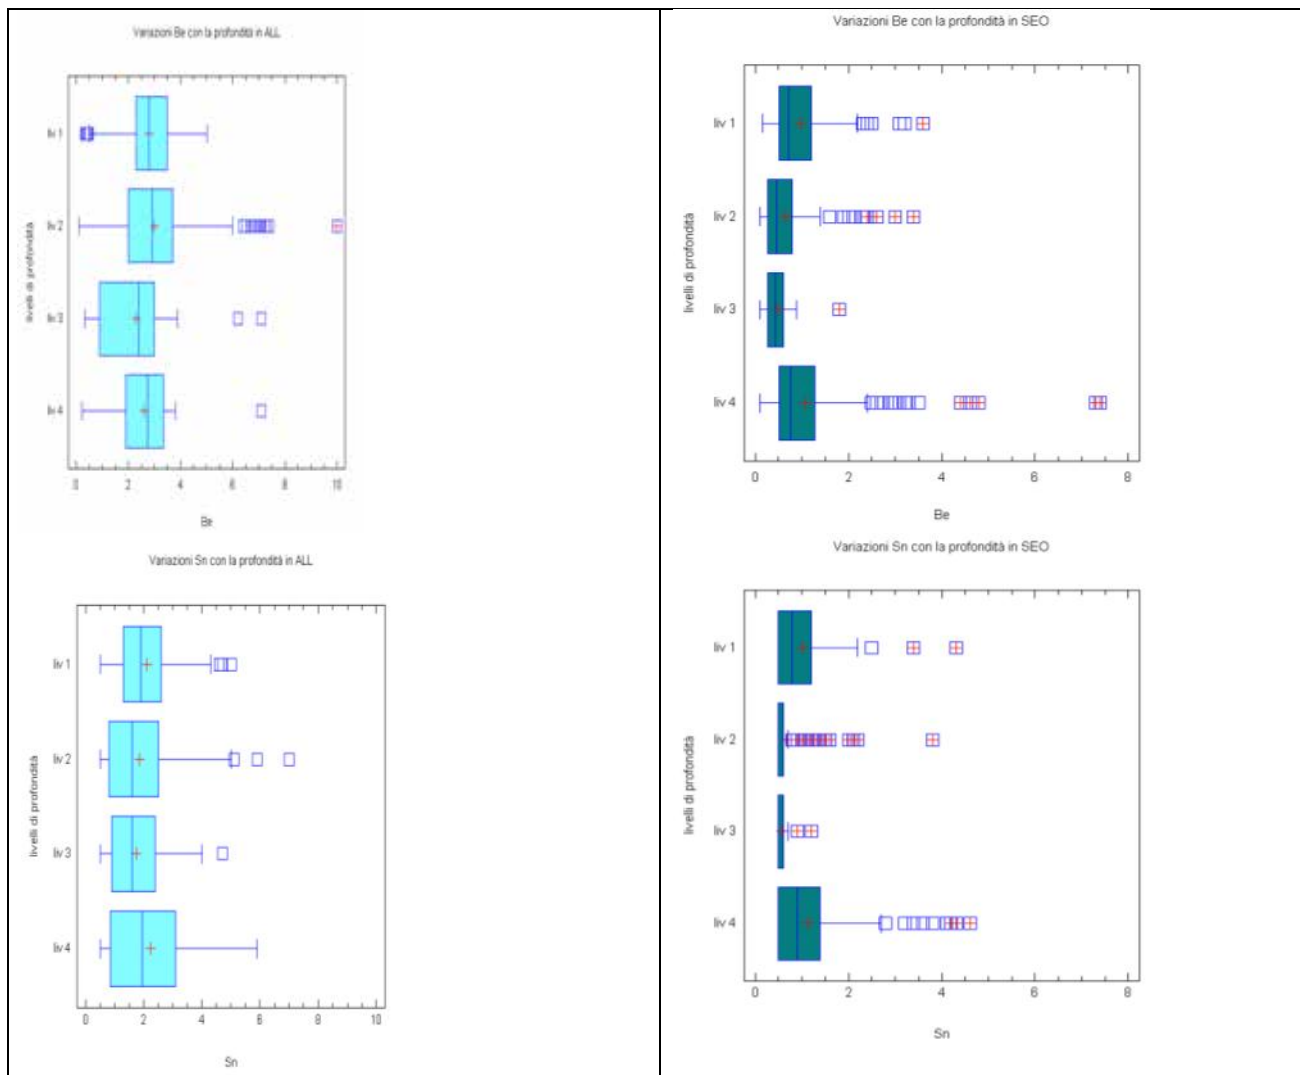 Variazioni Be con la profondità in ALL
livelli di profondità
liv 1
liv 2
liv 3
liv 4
0 2 4 6 8 10
Be
Variazioni Be con la profondità in SEO
livelli di profondità
liv 1
liv 2
liv 3
liv 4
0 2 4 6 8
Be
Variazioni Sn con la profondità in ALL
livelli di profondità
liv 1
liv 2
liv 3
liv 4
0 2 4 6 8 10
Sn
Variazioni Sn con la profondità in SEO
livelli di profondità
liv 1
liv 2
liv 3
liv 4
0 2 4 6 8
Sn